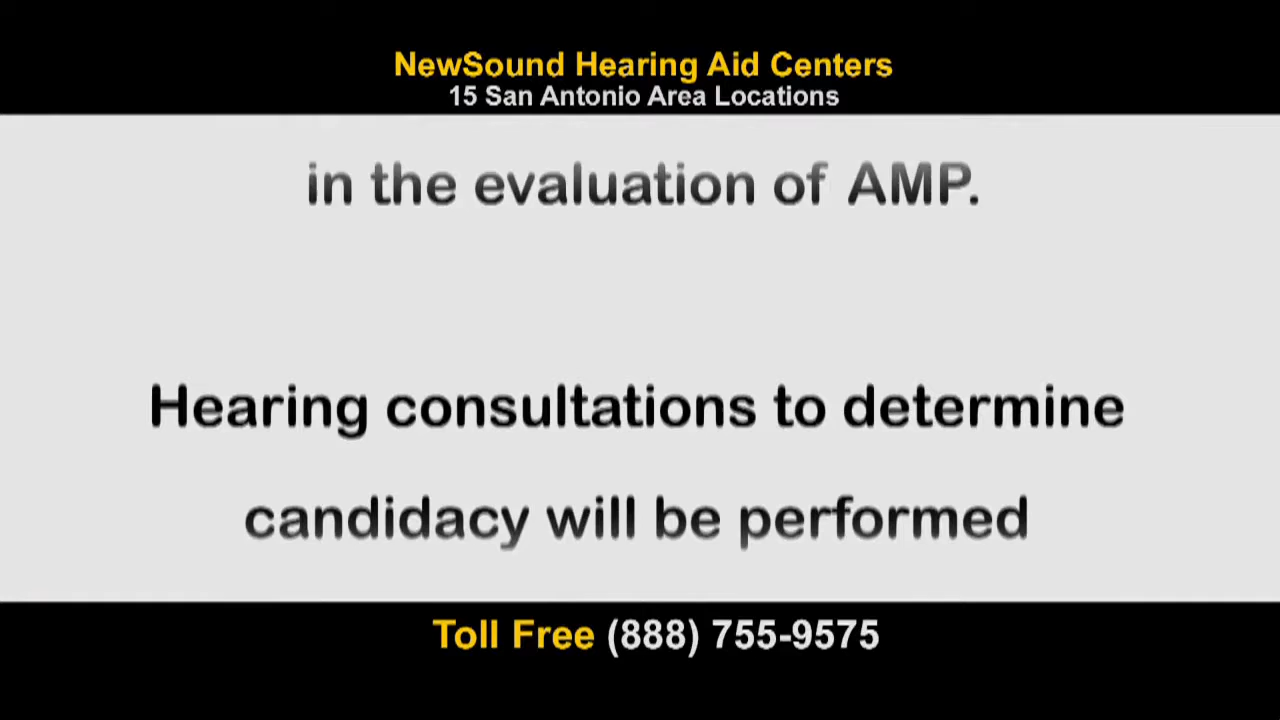 NewSound Hearing Aid Centers
15 San Antonio Area Locations
in the evaluation of AMP.
Hearing consultations to determine
candidacy will be performed
Toll Free (888) 755-9575